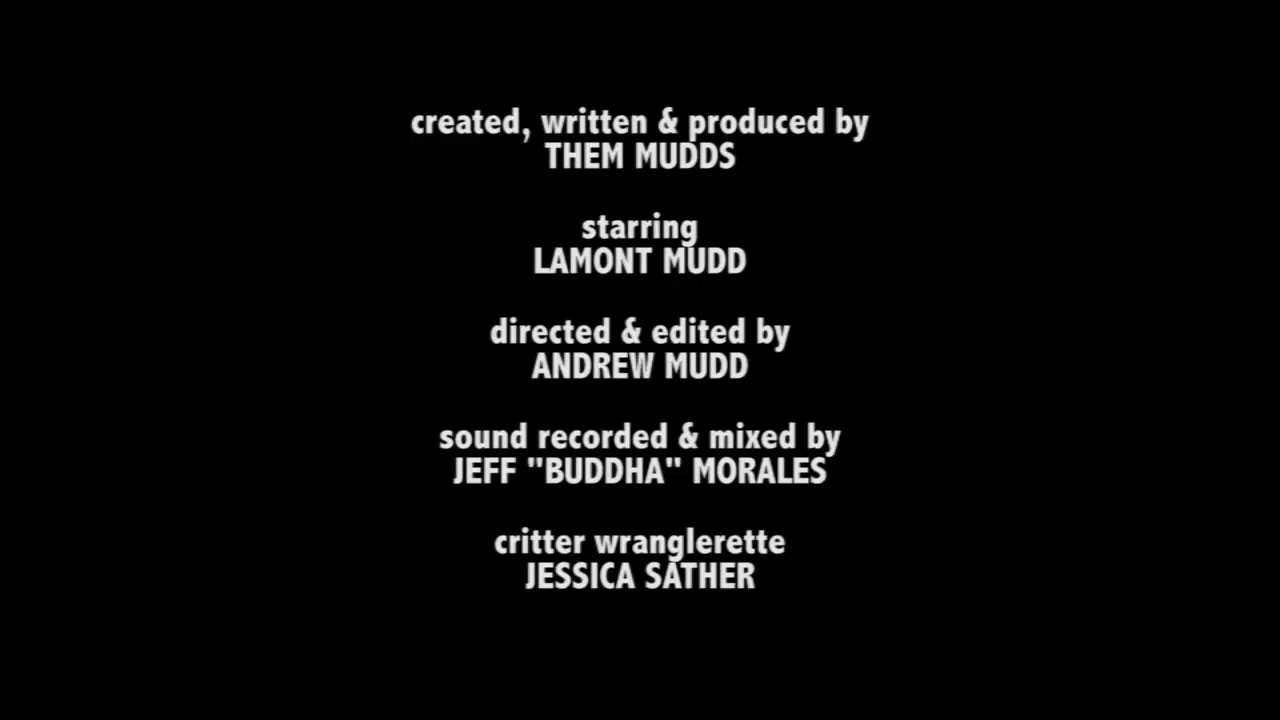 created, written & produced by
THEM MUDDS
starring
LAMONT MUDD
directed & edited by
ANDREW MUDD
sound recorded & mixed by
JEFF "BUDDHA" MORALES
critter wranglerette
JESSICA SATHER